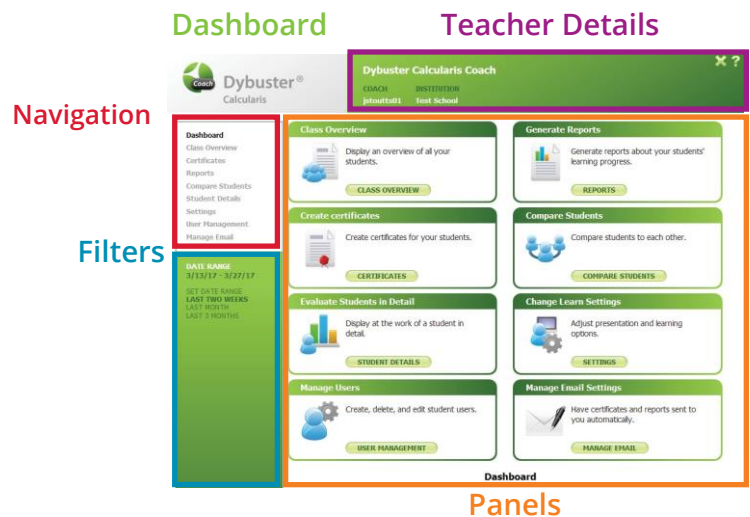 Dashboard
Teacher Details
Coach
Dybuster®
Calcularis
Dybuster Calcularis Coach
COACH INSTITUTION
jstoutts01 Test School
✕ ?
Navigation
Dashboard
Class Overview
Certificates
Reports
Compare Students
Student Details
Settings
User Management
Manage Email
Filters
DATE RANGE
3/13/17 - 3/27/17
SET DATE RANGE
LAST TWO WEEKS
LAST MONTH
LAST 3 MONTHS
Class Overview
Display an overview of all your
students.
CLASS OVERVIEW
Generate Reports
Generate reports about your students'
learning progress.
REPORTS
Create certificates
Create certificates for your students.
CERTIFICATES
Compare Students
Compare students to each other.
COMPARE STUDENTS
Evaluate Students in Detail
Display at the work of a student in
detail.
STUDENT DETAILS
Change Learn Settings
Adjust presentation and learning
options.
SETTINGS
Manage Users
Create, delete, and edit student users.
USER MANAGEMENT
Manage Email Settings
Have certificates and reports sent to
you automatically.
MANAGE EMAIL
Dashboard
Panels